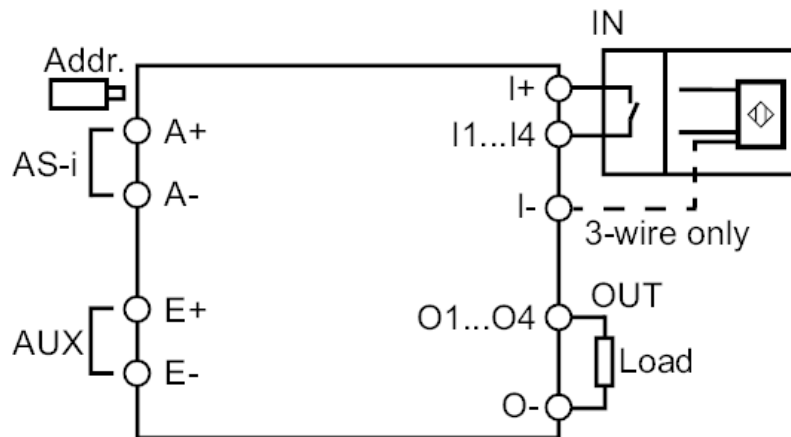 IN
Addr.
I+
A+
I1...I4
AS-i
A-
I-
3-wire only
E+
OUT
O1...O4
AUX
Load
E-
O-